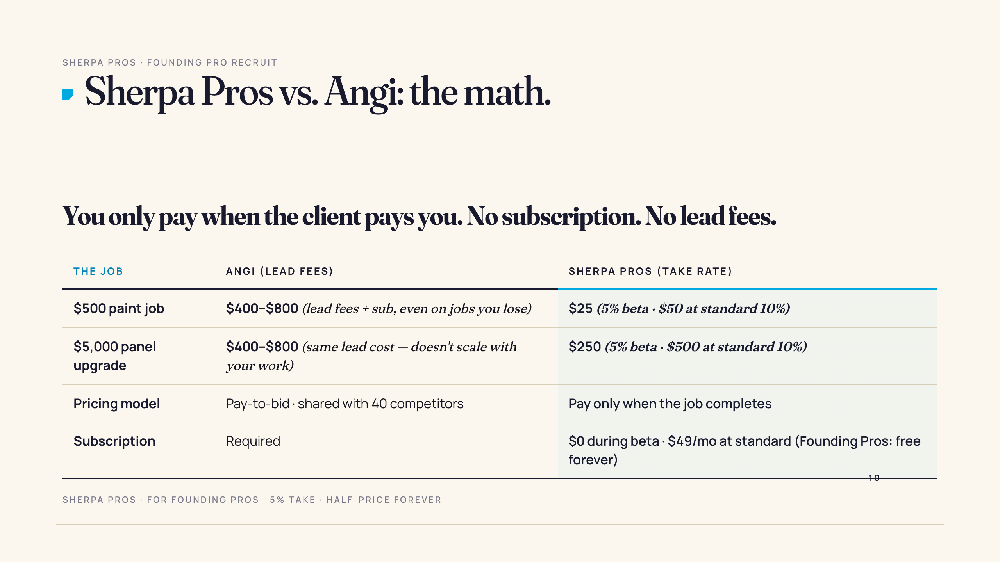 SHERPA PROS · FOUNDING PRO RECRUIT
Sherpa Pros vs. Angi: the math.
You only pay when the client pays you. No subscription. No lead fees.
THE JOB
ANGI (LEAD FEES)
SHERPA PROS (TAKE RATE)
$500 paint job
$400–$800 (lead fees + sub, even on jobs you lose)
$25 (5% beta · $50 at standard 10%)
$5,000 panel
upgrade
$400–$800 (same lead cost — doesn't scale with
your work)
$250 (5% beta · $500 at standard 10%)
Pricing model
Pay-to-bid · shared with 40 competitors
Pay only when the job completes
Subscription
Required
$0 during beta · $49/mo at standard (Founding Pros: free
forever)
10
SHERPA PROS · FOR FOUNDING PROS · 5% TAKE · HALF-PRICE FOREVER